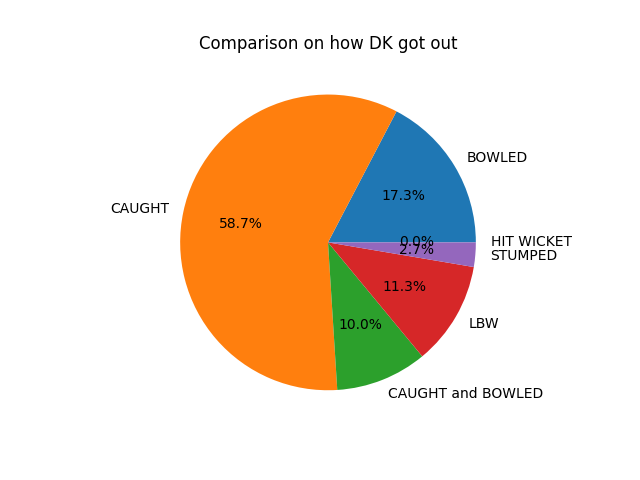 Comparison on how DK got out
BOWLED
17.3%
CAUGHT
58.7%
HIT WICKET
0.0%
STUMPED
2.7%
11.3%
LBW
10.0%
CAUGHT and BOWLED